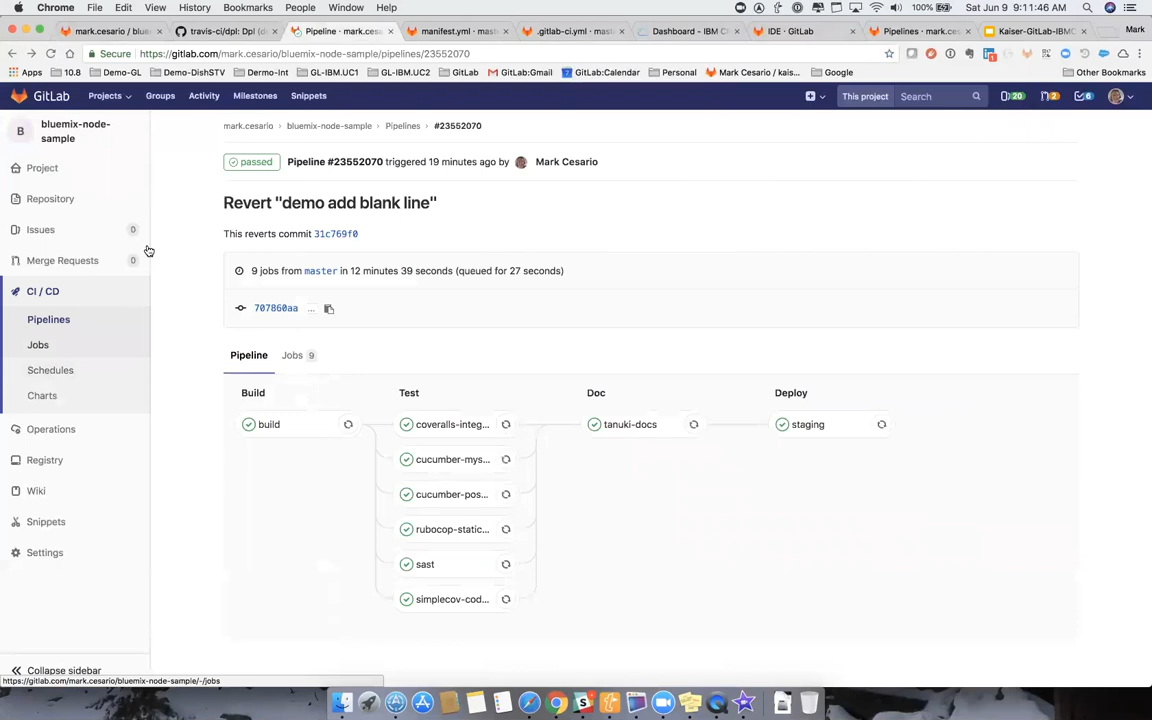 Chrome File Edit View History Bookmarks People Window Help 100% Sat Jun 9 9:11:46 AM
mark.cesario / blue travis-ci/dpl: Dpl (d Pipeline · mark.cesa manifest.yml · maste .gitlab-ci.yml · maste Dashboard - IBM Cl IDE · GitLab Pipelines · mark.ces Kaiser-GitLab-IBMC Mark
Secure https://gitlab.com/mark.cesario/bluemix-node-sample/pipelines/23552070
Apps 10.8 Demo-GL Demo-DishSTV Dermo-Int GL-IBM.UC1 GL-IBM.UC2 GitLab GitLab:Gmail GitLab:Calendar Personal Mark Cesario / kais... Google Other Bookmarks
GitLab Projects Groups Activity Milestones Snippets This project Search 20 2 6
B bluemix-node-sample
Project
Repository
Issues 0
Merge Requests 0
CI / CD
Pipelines
Jobs
Schedules
Charts
Operations
Registry
Wiki
Snippets
Settings
Collapse sidebar
mark.cesario › bluemix-node-sample › Pipelines › #23552070
passed Pipeline #23552070 triggered 19 minutes ago by Mark Cesario
Revert "demo add blank line"
This reverts commit 31c769f0
9 jobs from master in 12 minutes 39 seconds (queued for 27 seconds)
707860aa ...
Pipeline Jobs 9
Build Test Doc Deploy
build coveralls-integ... tanuki-docs staging
cucumber-mys...
cucumber-pos...
rubocop-static...
sast
simplecov-cod...
https://gitlab.com/mark.cesario/bluemix-node-sample/-/jobs